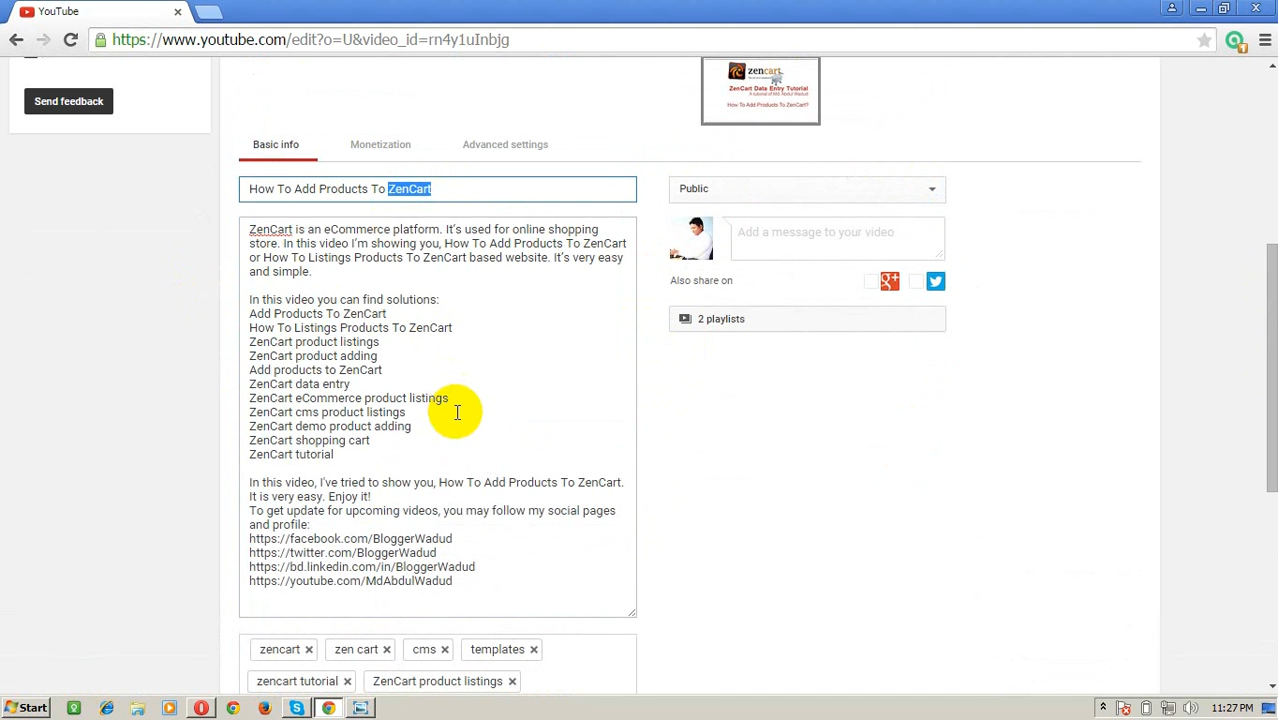 YouTube
https://www.youtube.com/edit?o=U&video_id=rn4y1uInbjg
Send feedback
zencart
ZenCart Data Entry Tutorial
A tutorial of Md Abdul Wadud
How To Add Products To ZenCart?
Basic info
Monetization
Advanced settings
How To Add Products To ZenCart
Public
ZenCart is an eCommerce platform. It's used for online shopping
store. In this video I'm showing you, How To Add Products To ZenCart
or How To Listings Products To ZenCart based website. It's very easy
and simple.
Add a message to your video
Also share on
2 playlists
In this video you can find solutions:
Add Products To ZenCart
How To Listings Products To ZenCart
ZenCart product listings
ZenCart product adding
Add products to ZenCart
ZenCart data entry
ZenCart eCommerce product listings
ZenCart cms product listings
ZenCart demo product adding
ZenCart shopping cart
ZenCart tutorial
In this video, I've tried to show you, How To Add Products To ZenCart.
It is very easy. Enjoy it!
To get update for upcoming videos, you may follow my social pages
and profile:
https://facebook.com/BloggerWadud
https://twitter.com/BloggerWadud
https://bd.linkedin.com/in/BloggerWadud
https://youtube.com/MdAbdulWadud
zencart
zen cart
cms
templates
zencart tutorial
ZenCart product listings
Start
11:27 PM